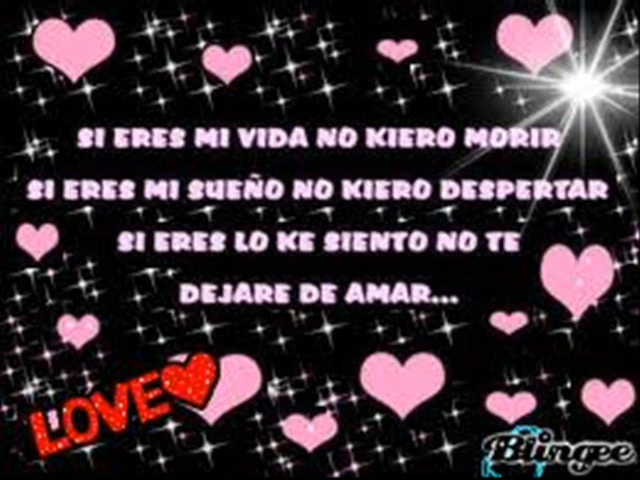 SI ERES MI VIDA NO KIERO MORIR
SI ERES MI SUEÑO NO KIERO DESPERTAR
SI ERES LO KE SIENTO NO TE
DEJARE DE AMAR...
LOVE
Blingee